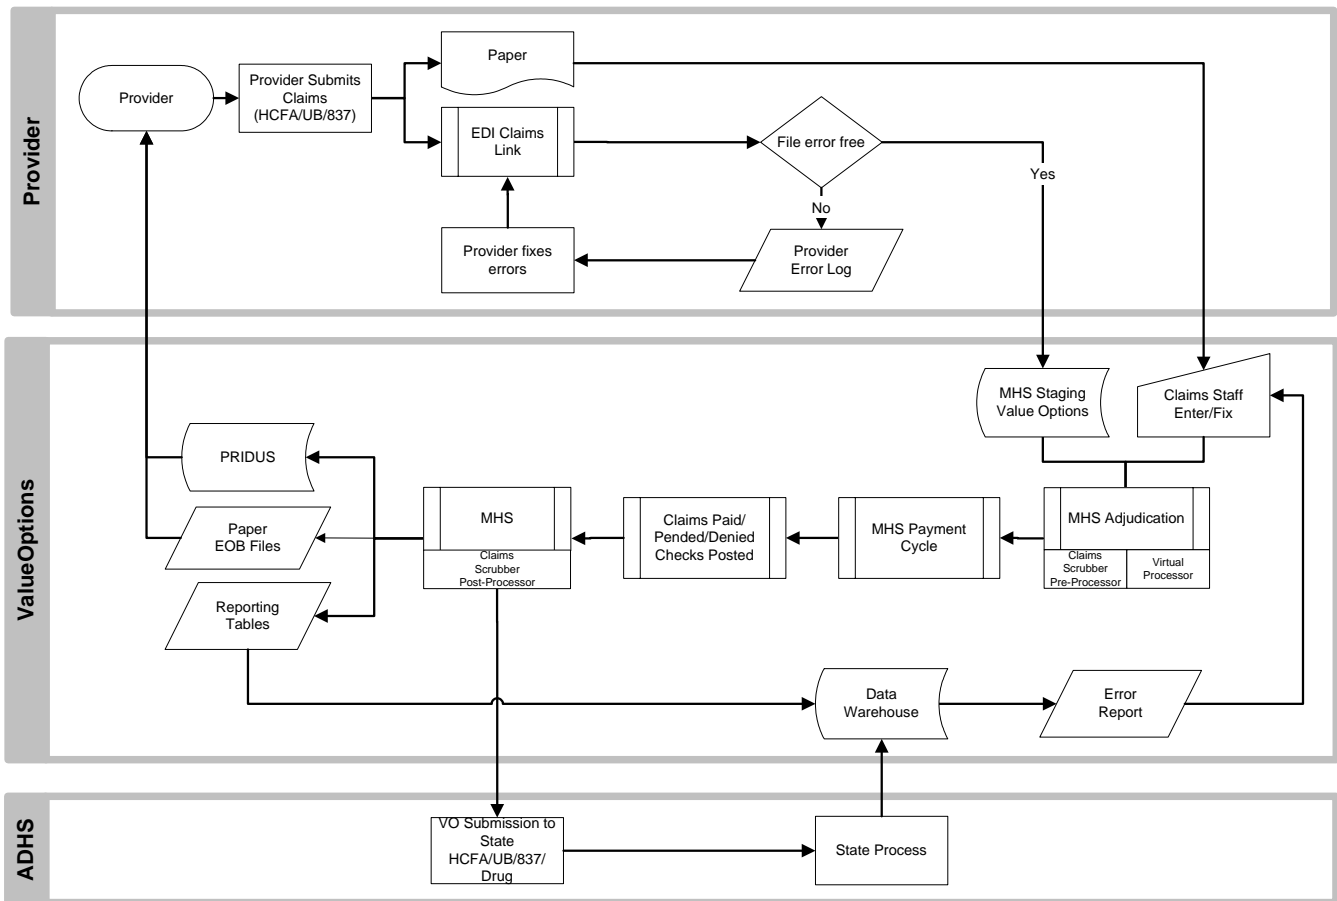 Provider
Provider
Provider Submits
Claims
(HCFA/UB/837)
Paper
EDI Claims
Link
File error free
Yes
No
Provider fixes
errors
Provider
Error Log
ValueOptions
MHS Staging
Value Options
Claims Staff
Enter/Fix
PRIDUS
Paper
EOB Files
Reporting
Tables
MHS
Claims
Scrubber
Post-Processor
Claims Paid/
Pended/Denied
Checks Posted
MHS Payment
Cycle
MHS Adjudication
Claims
Scrubber
Pre-Processor
Virtual
Processor
Data
Warehouse
Error
Report
ADHS
VO Submission to
State
HCFA/UB/837/
Drug
State Process